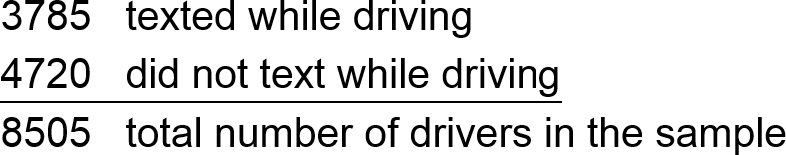 3785 texted while driving
4720 did not text while driving
8505 total number of drivers in the sample